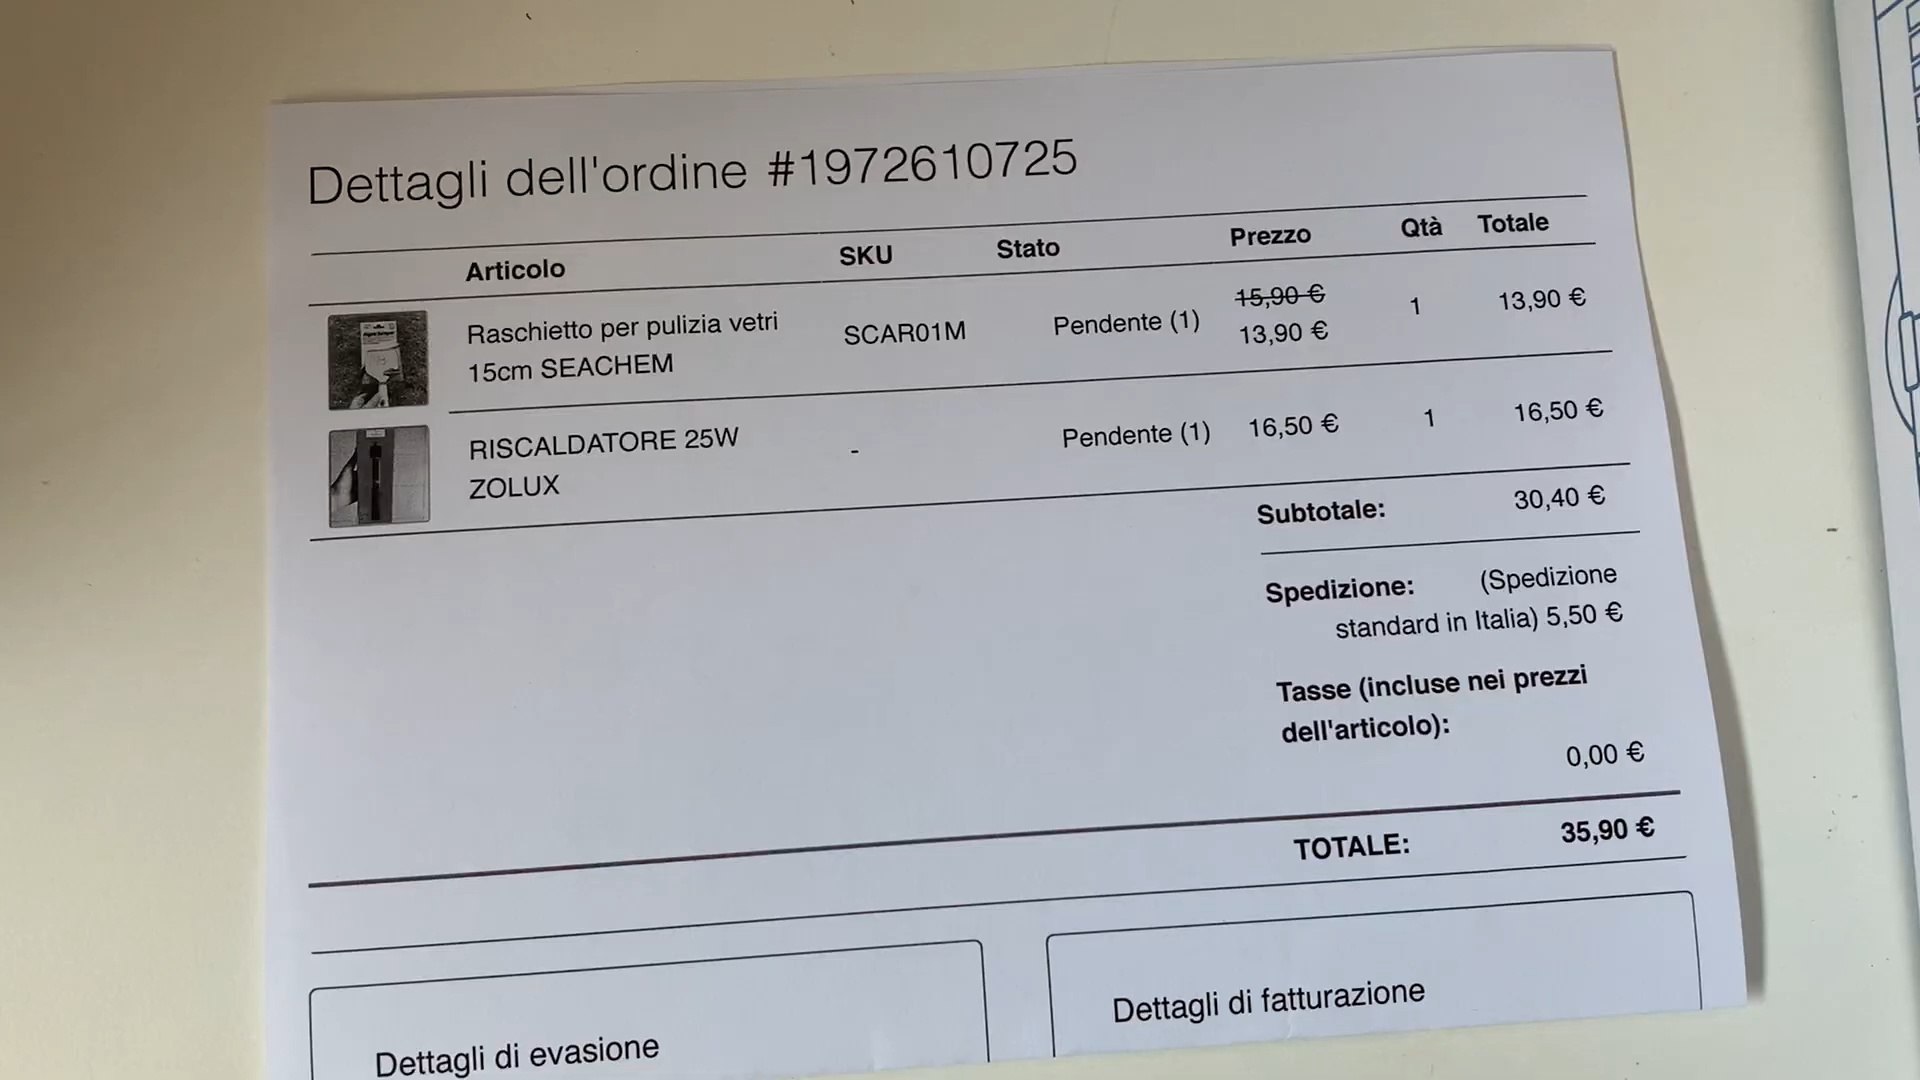 Dettagli dell'ordine #1972610725
Articolo SKU Stato Prezzo Qtà Totale
Raschietto per pulizia vetri
15cm SEACHEM
SCAR01M
Pendente (1)
15,90 €
13,90 €
1
13,90 €
RISCALDATORE 25W
ZOLUX
-
Pendente (1)
16,50 €
1
16,50 €
Subtotale: 30,40 €
Spedizione: (Spedizione
standard in Italia) 5,50 €
Tasse (incluse nei prezzi
dell'articolo):
0,00 €
TOTALE: 35,90 €
Dettagli di evasione
Dettagli di fatturazione